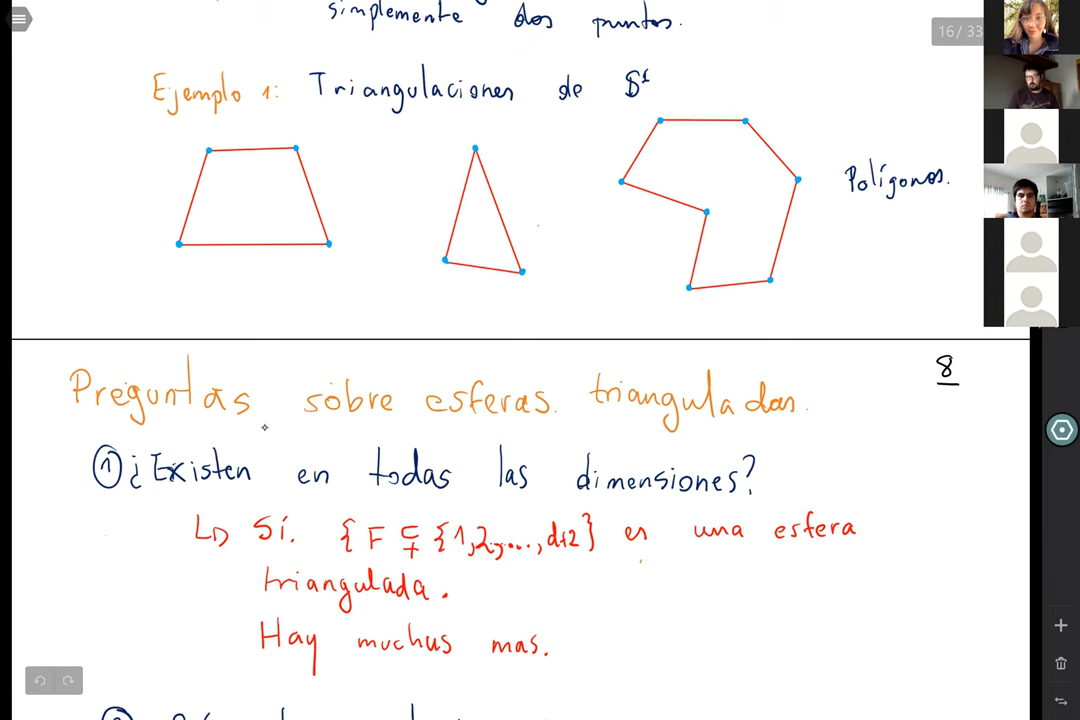 simplemente dos puntos.
16 / 33
Ejemplo 1: Triangulaciones de $¹
Polígonos.
8
Preguntas sobre esferas. trianguladas.
① ¿Existen en todas las dimensiones?
↳ Sí. {F ⊊ {1,2,...,d+2} es una esfera
triangulada.
Hay muchas mas.